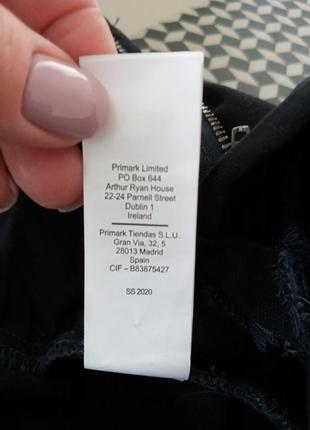 Primark Limited
PO Box 644
Arthur Ryan House
22-24 Parnell Street
Dublin 1
Ireland
Primark Tiendas S.L.U.
Gran Via, 32, 5
28013 Madrid
Spain
CIF – B83875427
SS 2020